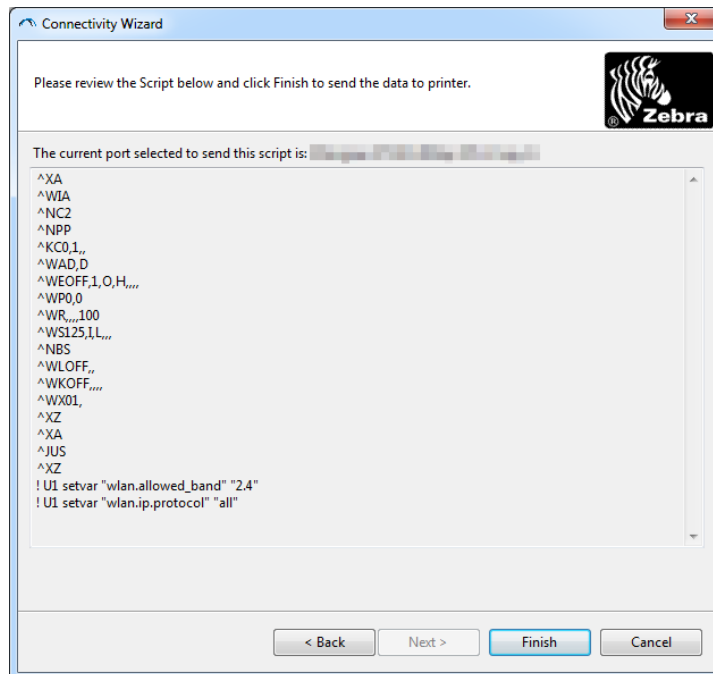 Connectivity Wizard
Please review the Script below and click Finish to send the data to printer.
Zebra
®
The current port selected to send this script is:
^XA
^WIA
^NC2
^NPP
^KC0,1,,
^WAD,D
^WEOFF,1,O,H,,,,
^WP0,0
^WR,,,,100
^WS125,I,L,,,
^NBS
^WLOFF,,
^WKOFF,,,,
^WX01,
^XZ
^XA
^JUS
^XZ
! U1 setvar "wlan.allowed_band" "2.4"
! U1 setvar "wlan.ip.protocol" "all"
< Back
Next >
Finish
Cancel